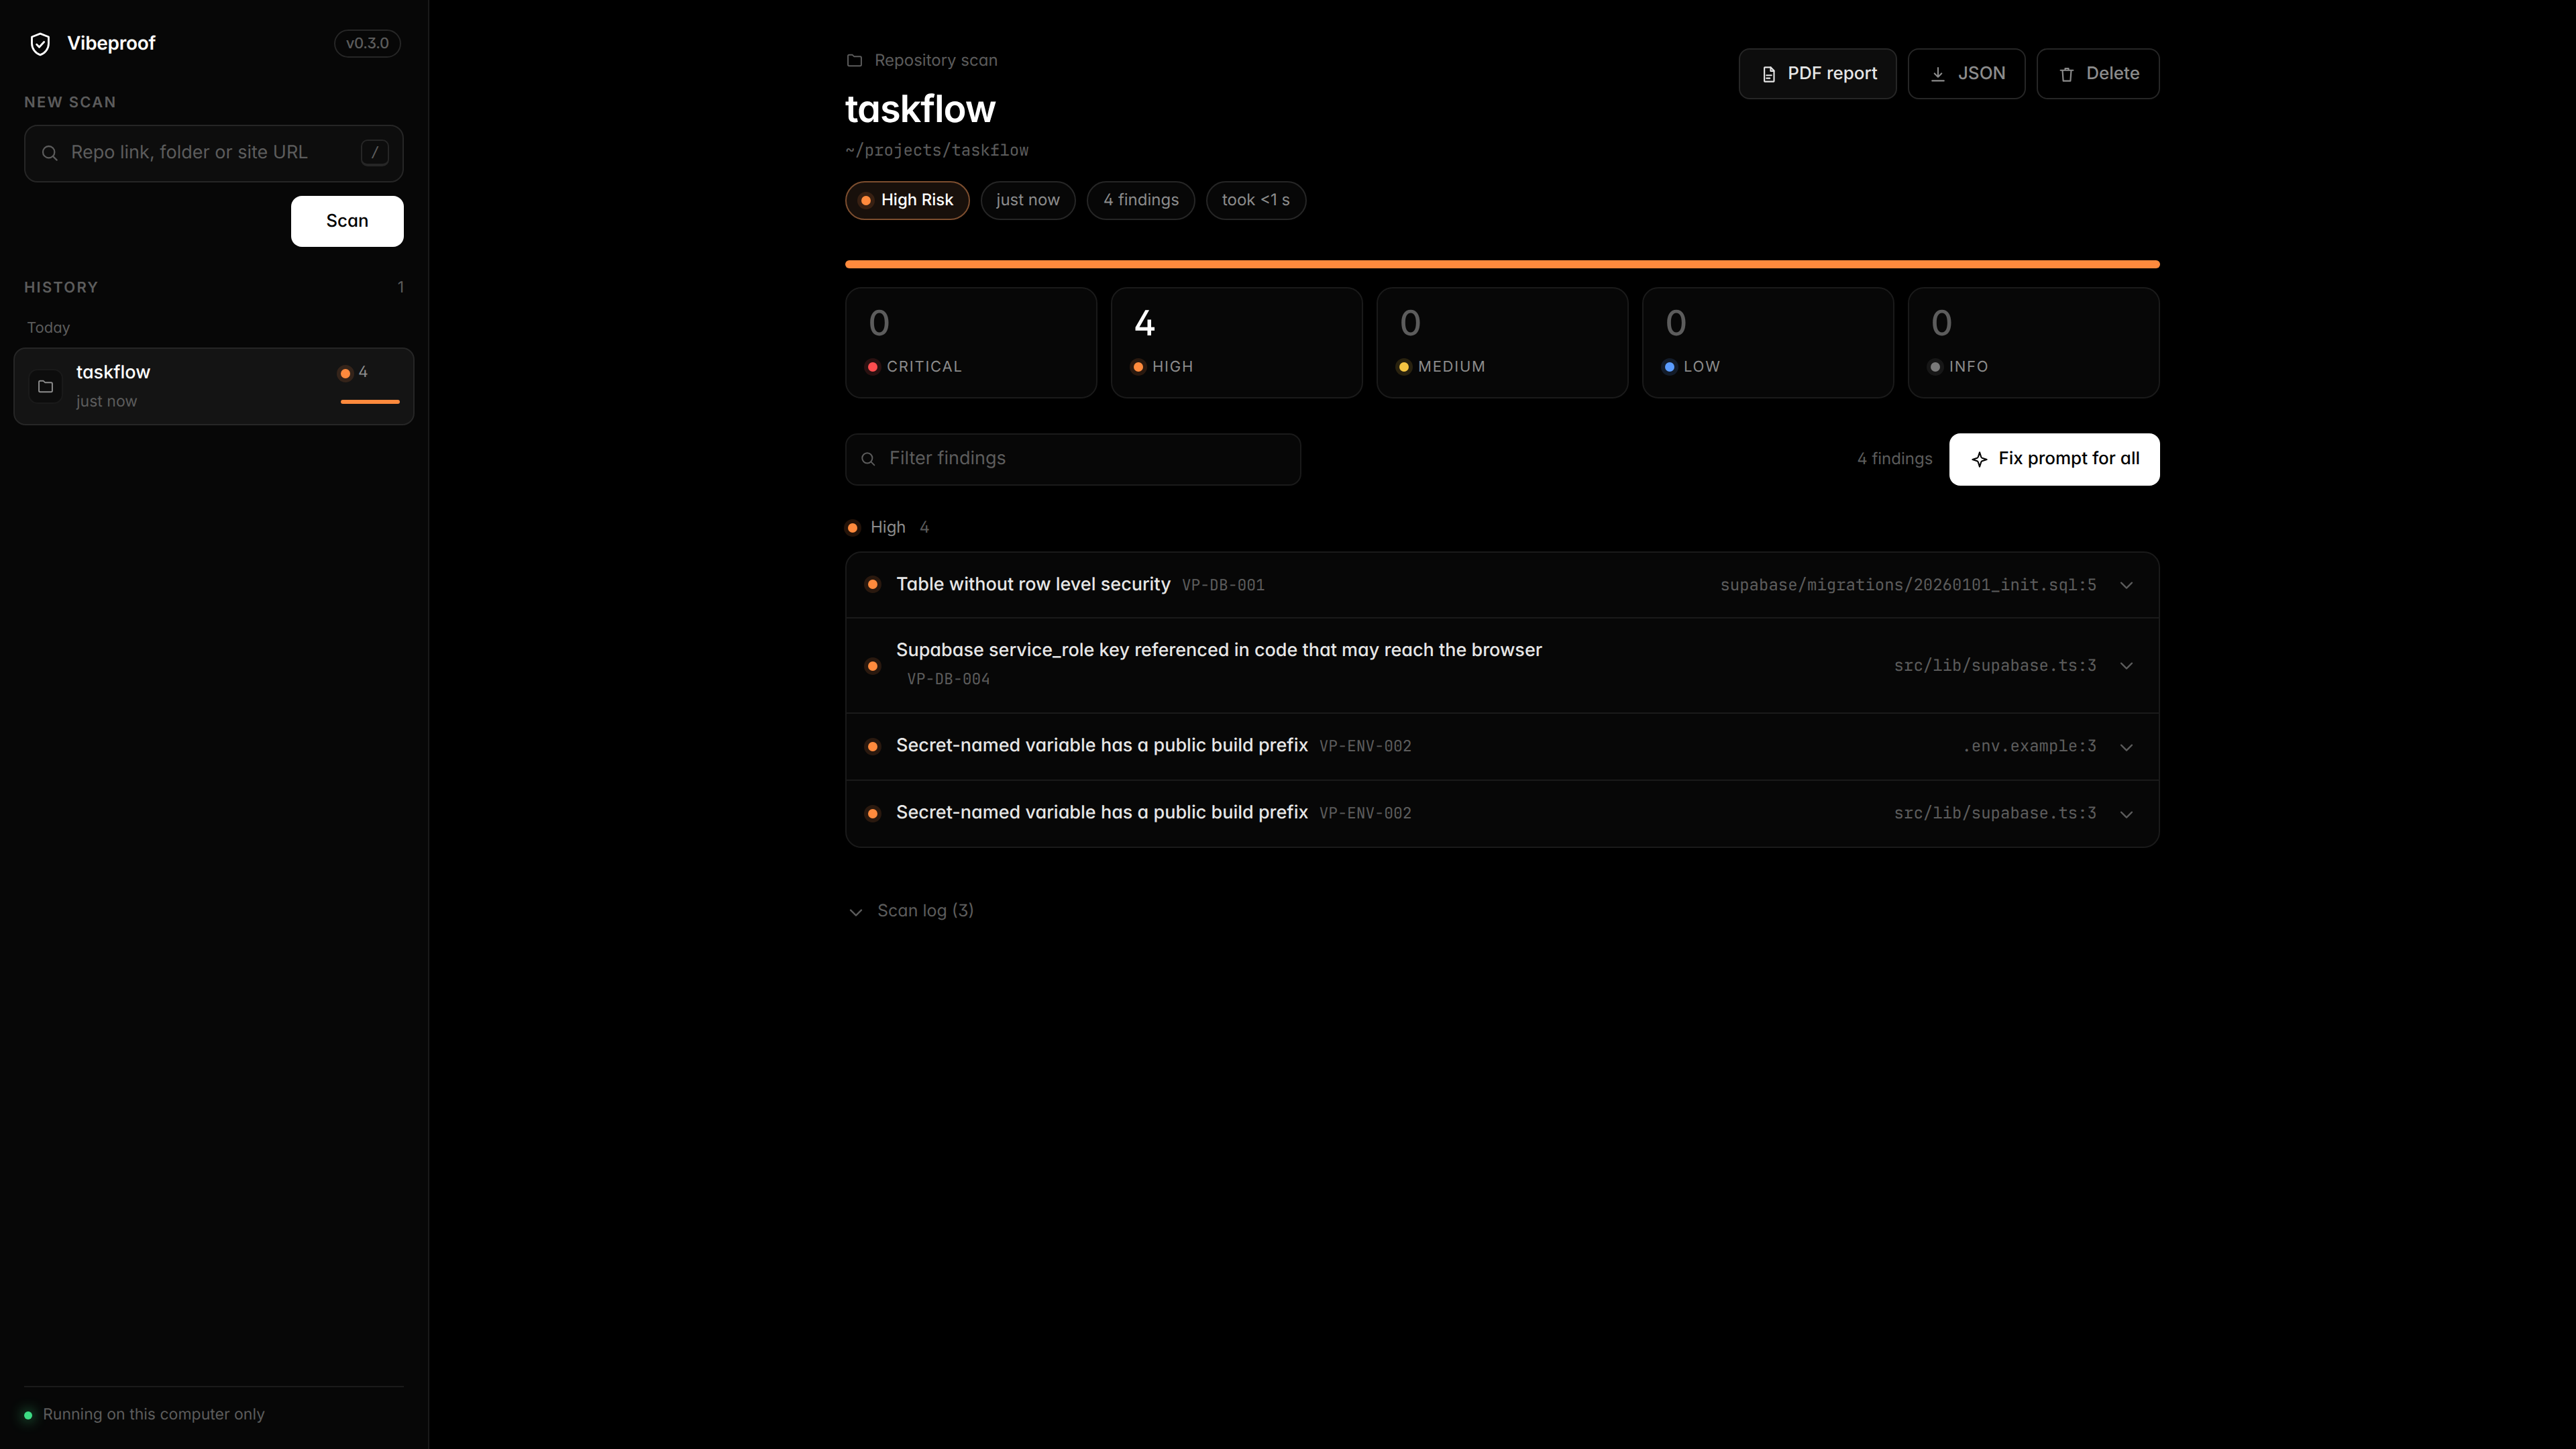 Vibeproof
v0.3.0
NEW SCAN
Repo link, folder or site URL
/
Scan
HISTORY
1
Today
taskflow
4
just now
Running on this computer only
Repository scan
PDF report
JSON
Delete
taskflow
~/projects/taskflow
High Risk
just now
4 findings
took <1 s
0
CRITICAL
4
HIGH
0
MEDIUM
0
LOW
0
INFO
Filter findings
4 findings
Fix prompt for all
High 4
Table without row level security VP-DB-001
supabase/migrations/20260101_init.sql:5
Supabase service_role key referenced in code that may reach the browser
VP-DB-004
src/lib/supabase.ts:3
Secret-named variable has a public build prefix VP-ENV-002
.env.example:3
Secret-named variable has a public build prefix VP-ENV-002
src/lib/supabase.ts:3
Scan log (3)